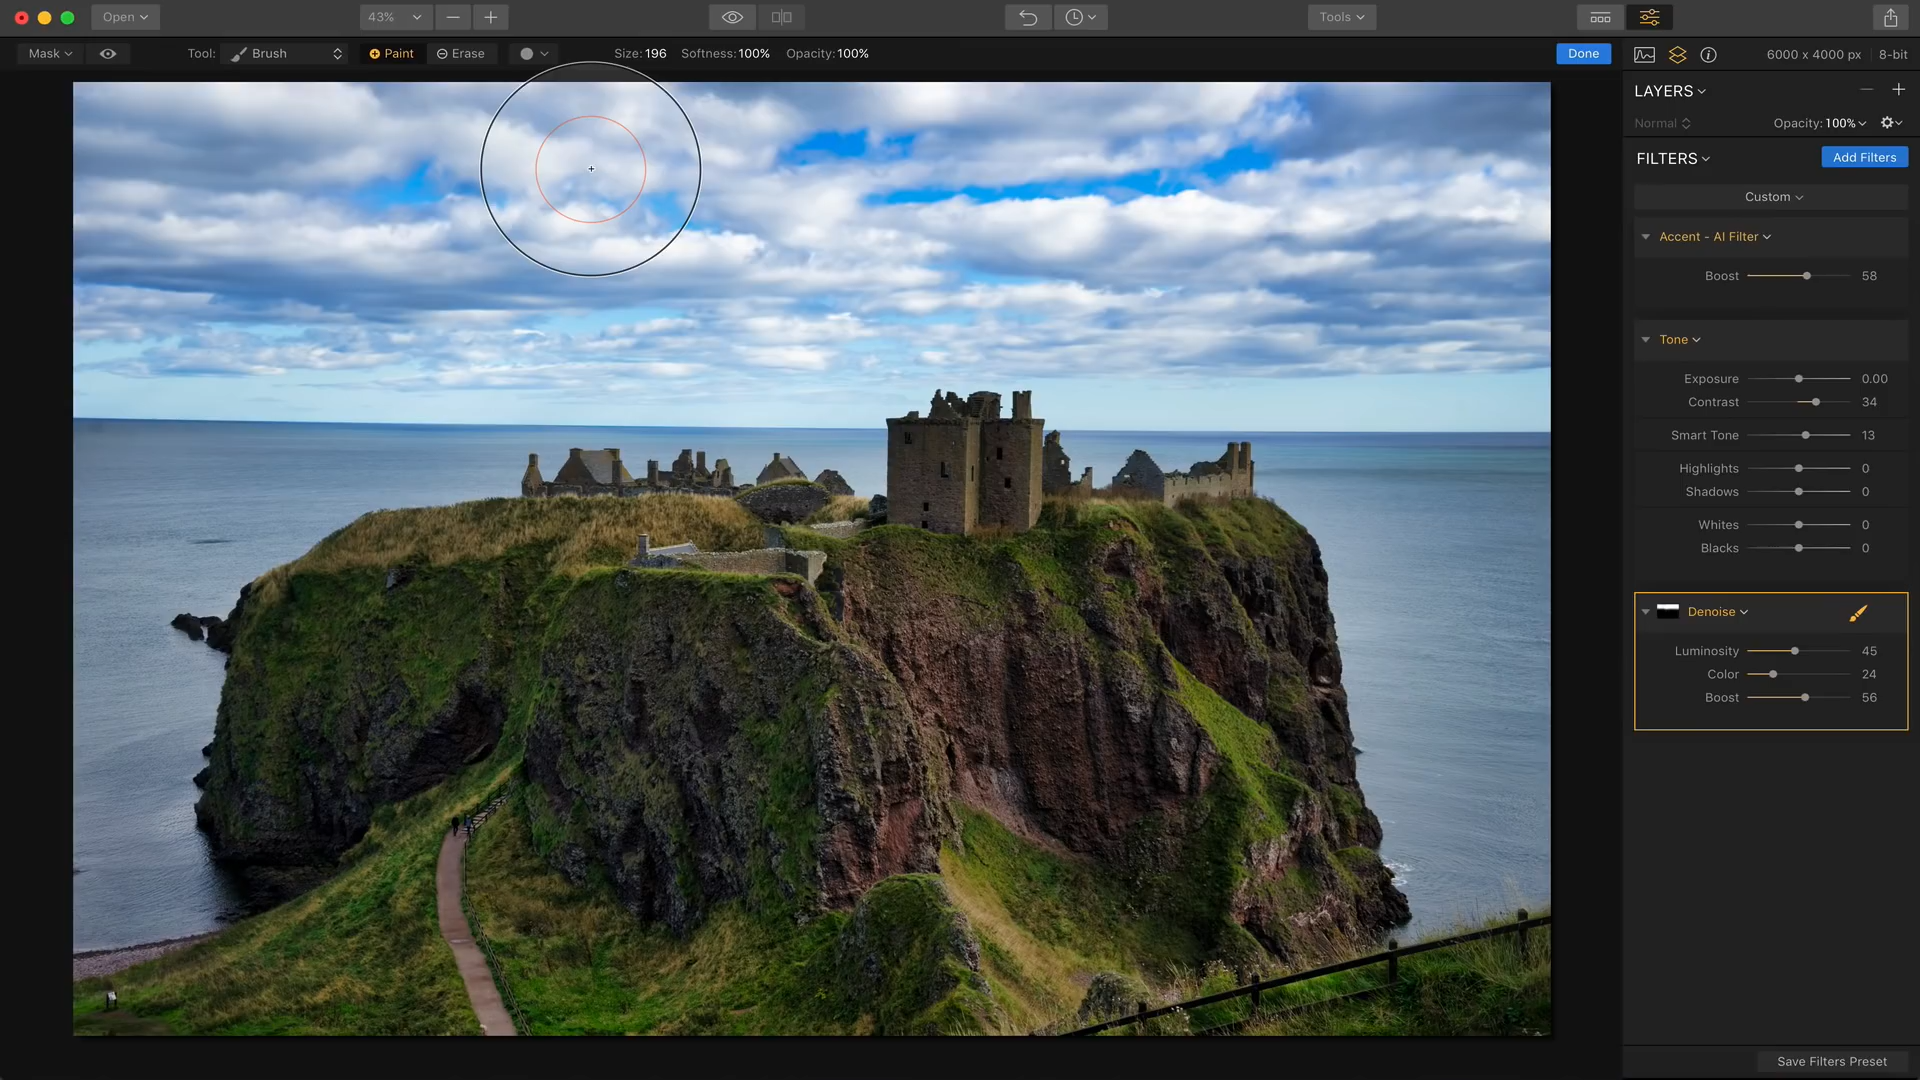 Open
43%
Tools
Mask
Tool: Brush
Paint
Erase
Size: 196
Softness: 100%
Opacity: 100%
Done
6000 x 4000 px
8-bit
LAYERS
Normal
Opacity: 100%
FILTERS
Add Filters
Custom
Accent - AI Filter
Boost 58
Tone
Exposure 0.00
Contrast 34
Smart Tone 13
Highlights 0
Shadows 0
Whites 0
Blacks 0
Denoise
Luminosity 45
Color 24
Boost 56
Save Filters Preset